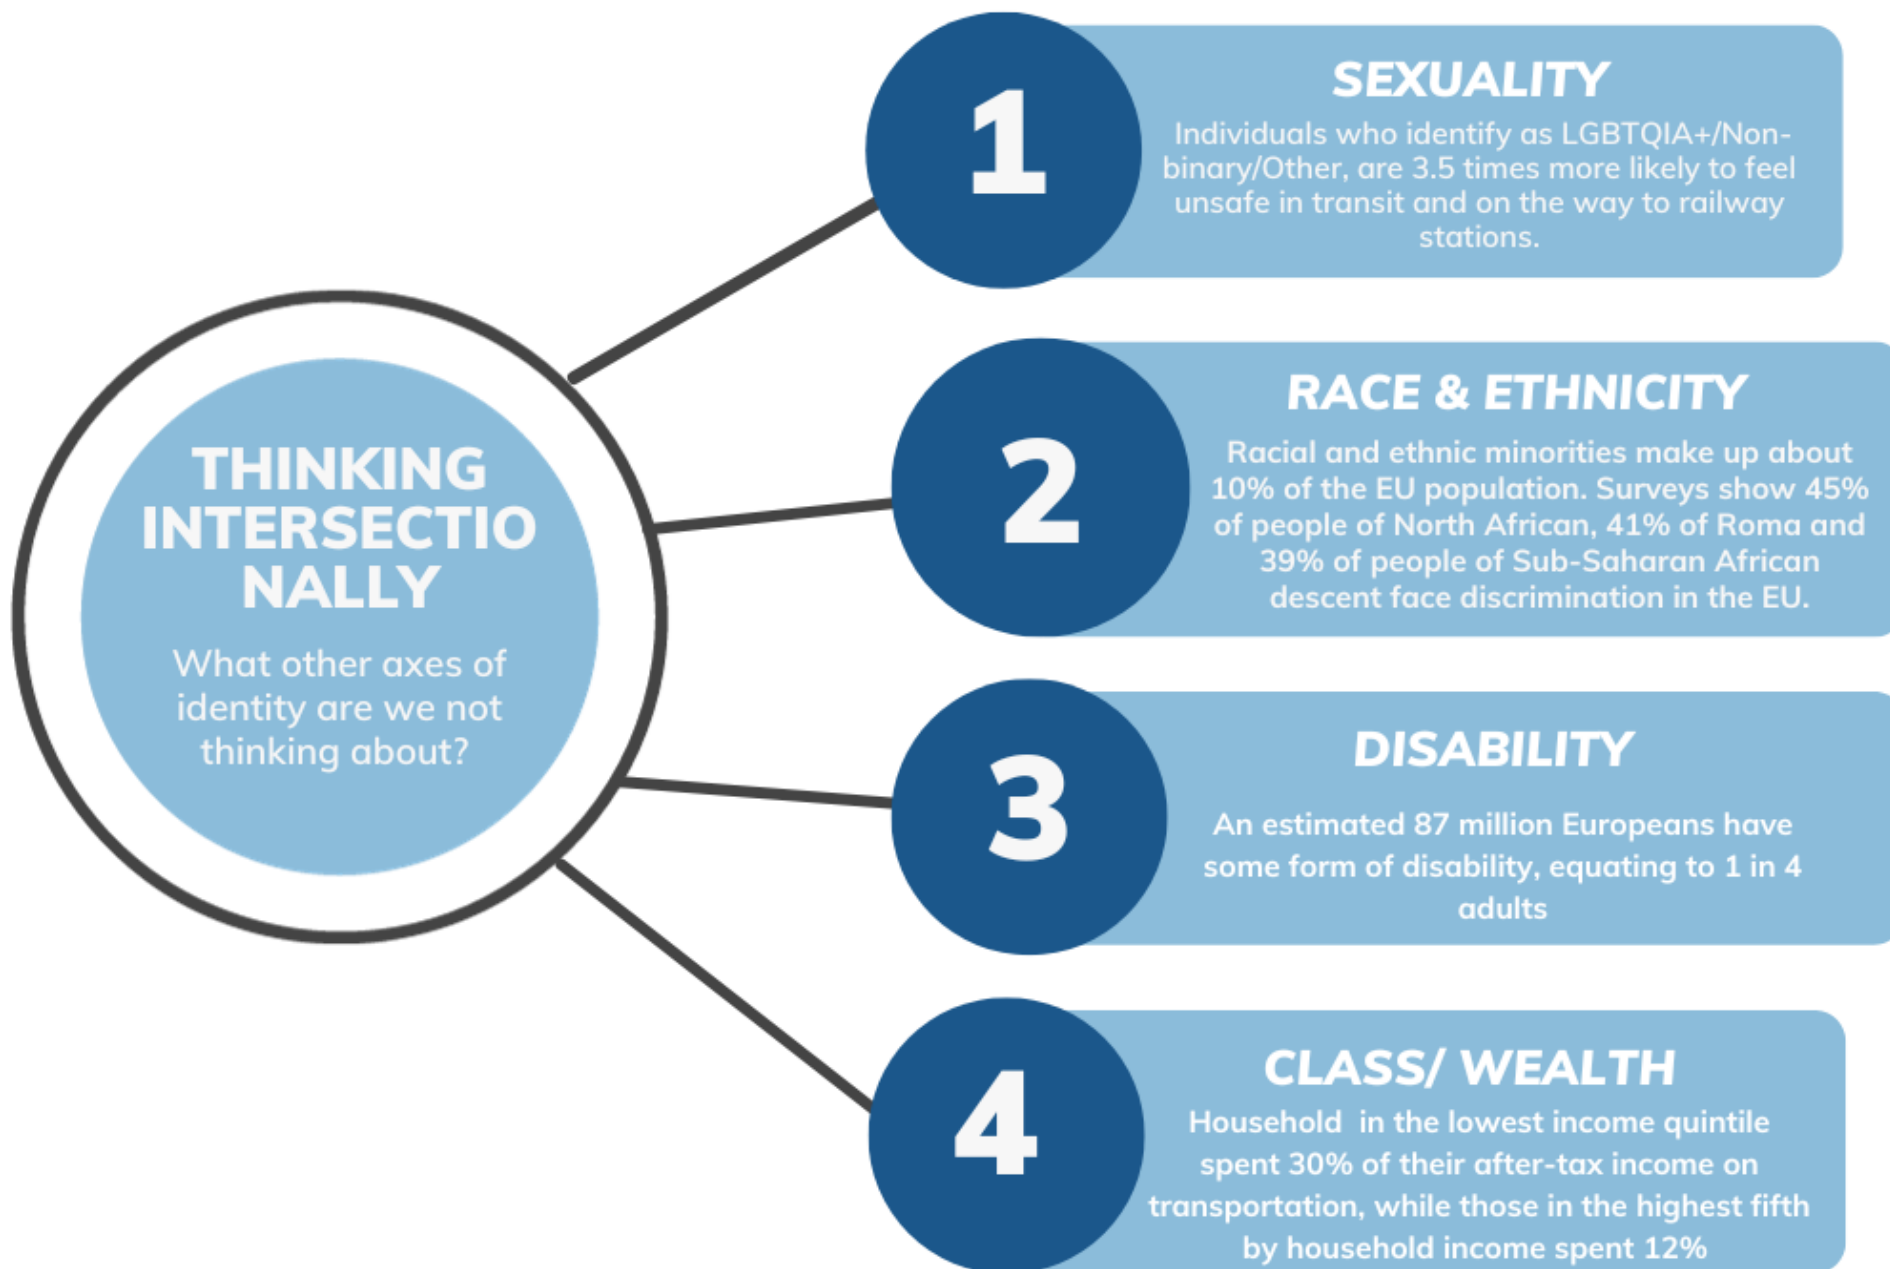 THINKING
INTERSECTIO
NALLY
What other axes of
identity are we not
thinking about?
1
SEXUALITY
Individuals who identify as LGBTQIA+/Non-
binary/Other, are 3.5 times more likely to feel
unsafe in transit and on the way to railway
stations.
2
RACE & ETHNICITY
Racial and ethnic minorities make up about
10% of the EU population. Surveys show 45%
of people of North African, 41% of Roma and
39% of people of Sub-Saharan African
descent face discrimination in the EU.
3
DISABILITY
An estimated 87 million Europeans have
some form of disability, equating to 1 in 4
adults
4
CLASS/ WEALTH
Household  in the lowest income quintile
spent 30% of their after-tax income on
transportation, while those in the highest fifth
by household income spent 12%